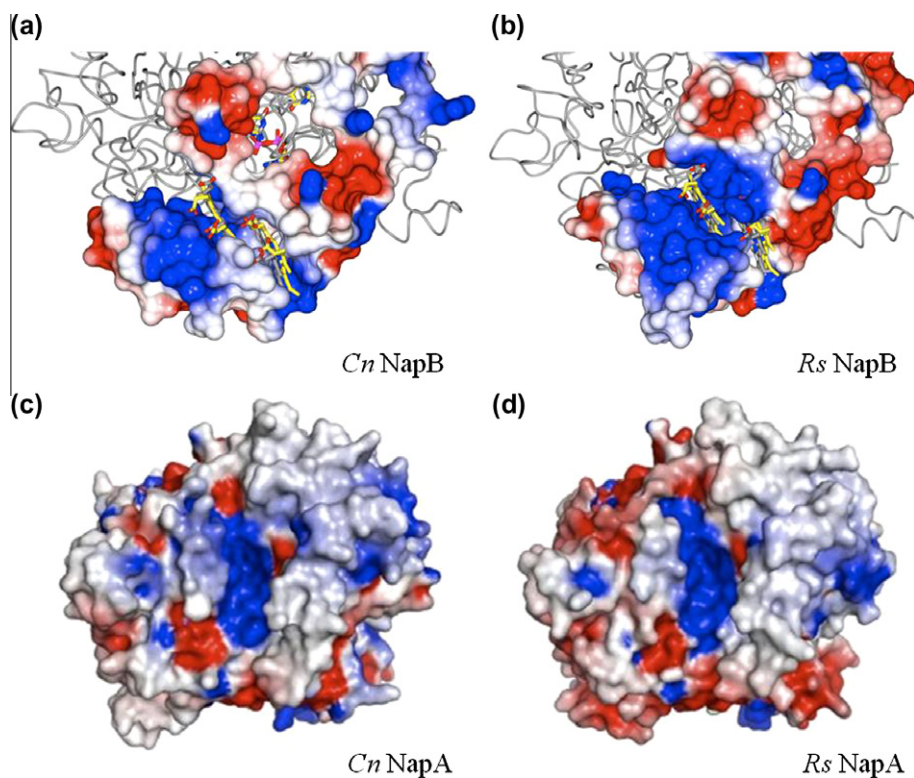 (a)
(b)
Cn NapB
Rs NapB
(c)
(d)
Cn NapA
Rs NapA